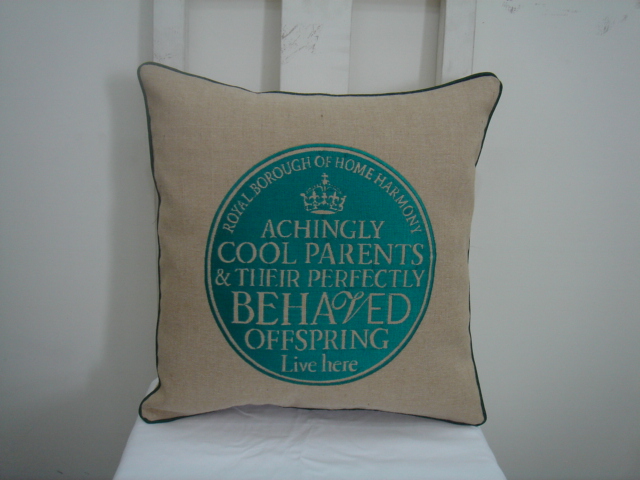 ROYAL BOROUGH OF HOME HARMONY
ACHINGLY
COOL PARENTS
& THEIR PERFECTLY
BEHAVED
OFFSPRING
Live here